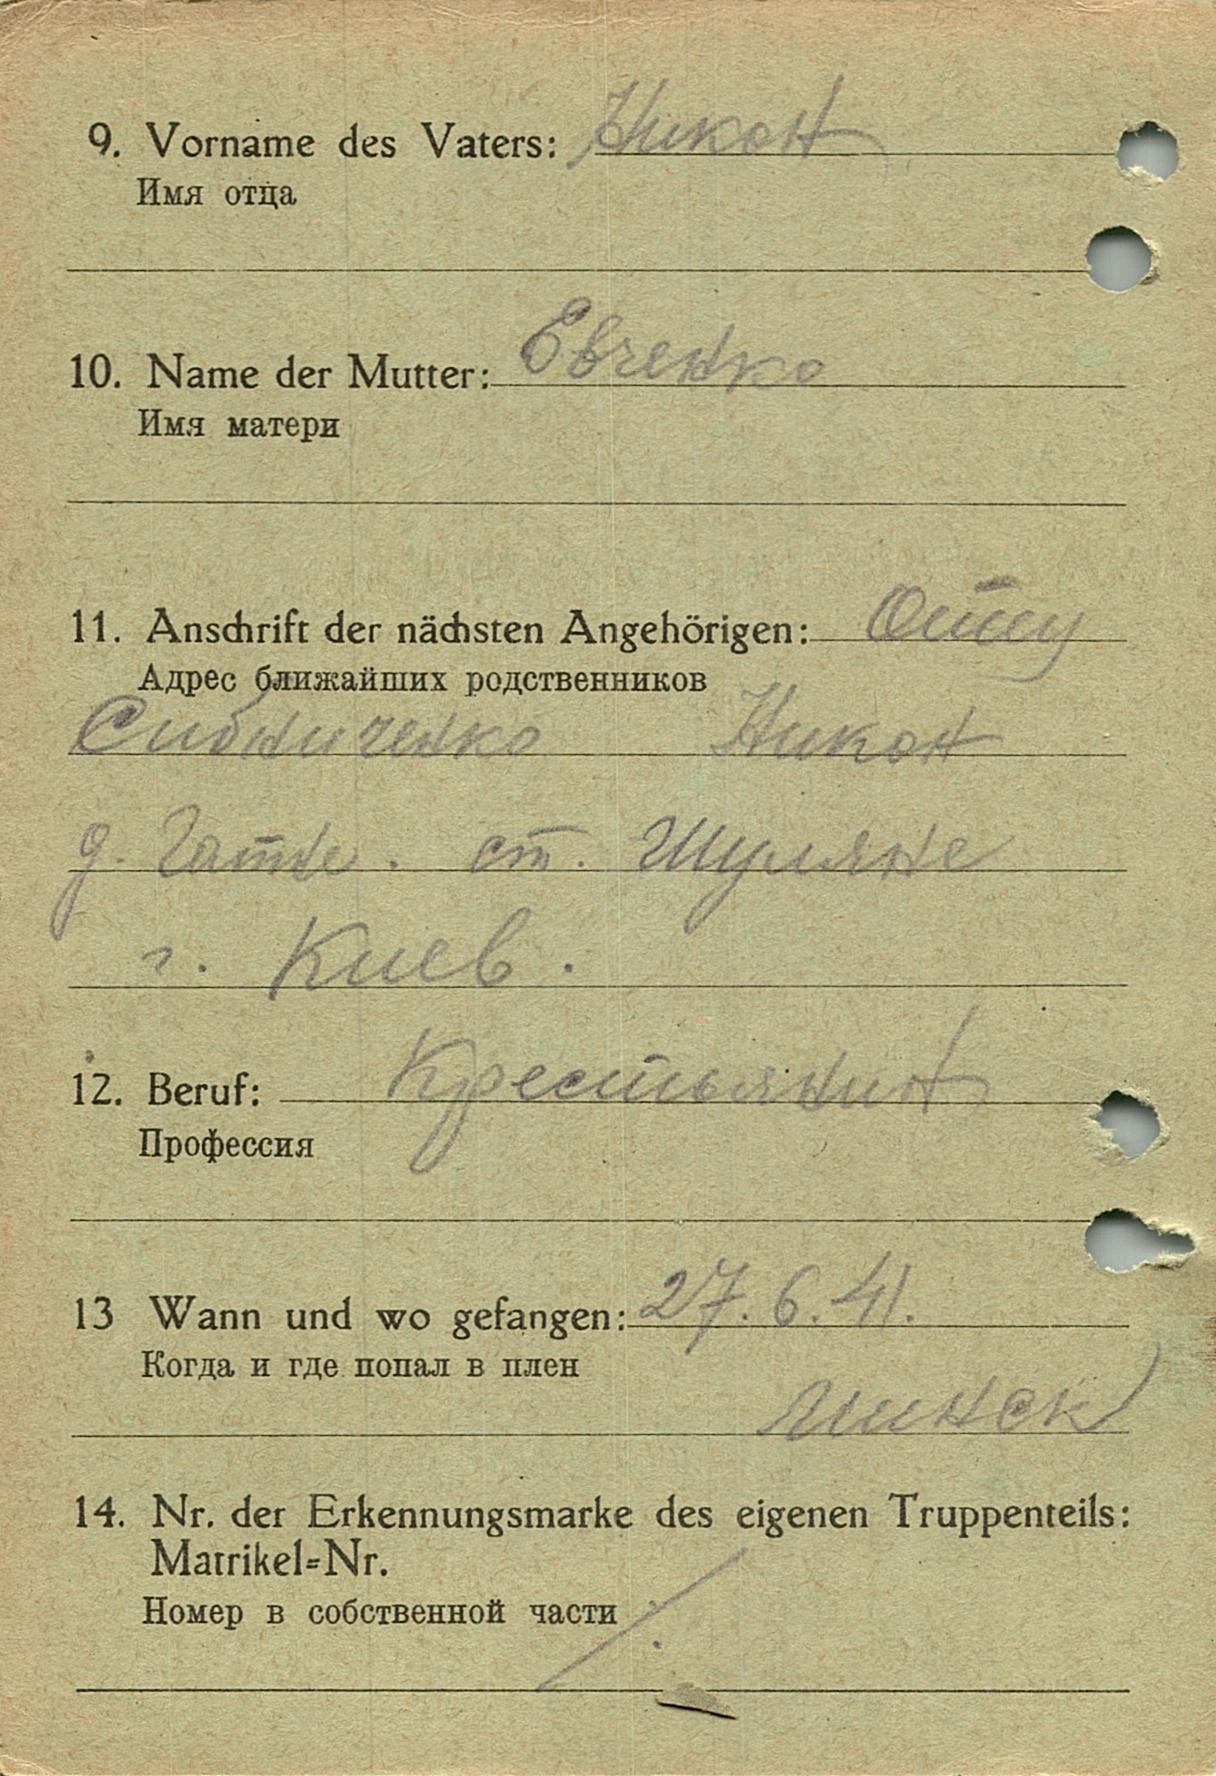 9. Vorname des Vaters: Никон
Имя отца
10. Name der Mutter: Евченко
Имя матери
11. Anschrift der nächsten Angehörigen: Отцу
Адрес ближайших родственников
Сибниченко Никон
д. Гатне. ст. Шуляне
г. Киев.
12. Beruf: Крестьянин
Профессия
13 Wann und wo gefangen: 27.6.41.
Когда и где попал в плен
Минск
14. Nr. der Erkennungsmarke des eigenen Truppenteils:
Matrikel=Nr.
Номер в собственной части